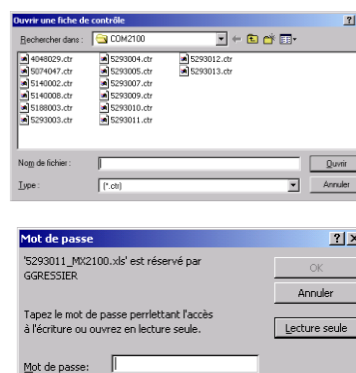 Ouvrir une fiche de contrôle
Rechercher dans : COM2100
4048029.ctr 5293004.ctr 5293012.ctr
5074047.ctr 5293005.ctr 5293013.ctr
5140002.ctr 5293007.ctr
5140008.ctr 5293009.ctr
5188003.ctr 5293010.ctr
5293003.ctr 5293011.ctr
Nom de fichier : Ouvrir
Type : (*.ctr) Annuler
Mot de passe
'5293011_MX2100.xls' est réservé par
GGRESSIER
OK
Annuler
Tapez le mot de passe perrlettant l'accès
à l'écriture ou ouvrez en lecture seule.
Lecture seule
Mot de passe: